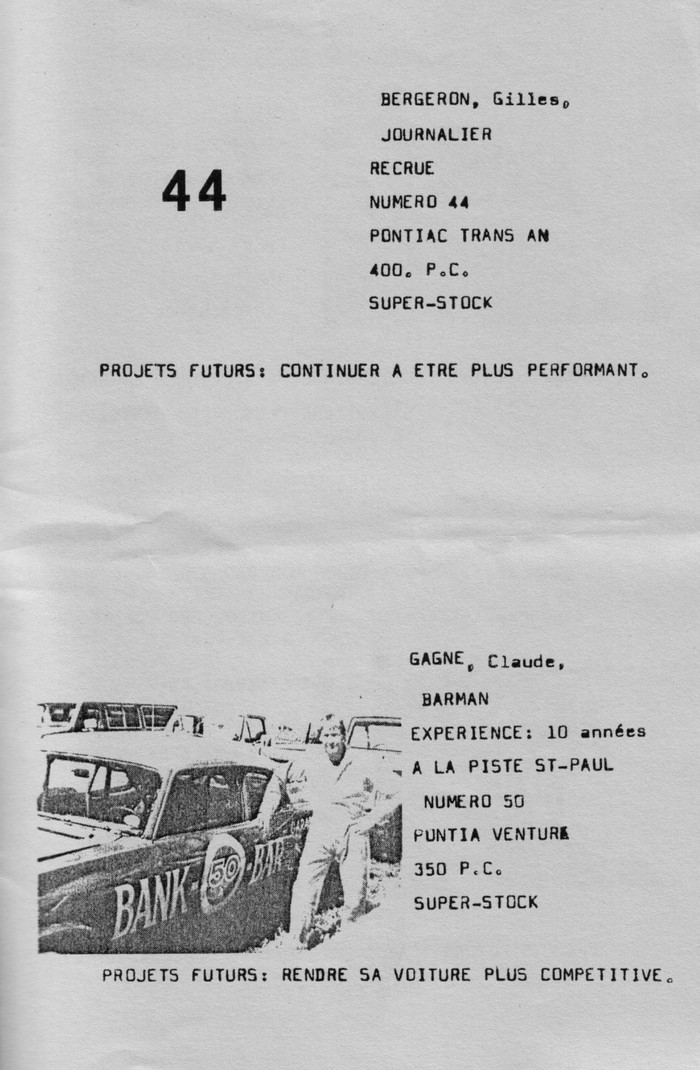 BERGERON, Gilles,
JOURNALIER
44
RECRUE
NUMERO 44
PONTIAC TRANS AM
400. P.C.
SUPER-STOCK
PROJETS FUTURS: CONTINUER A ETRE PLUS PERFORMANT.
GAGNE, Claude,
BARMAN
EXPERIENCE: 10 années
A LA PISTE ST-PAUL
NUMERO 50
PUNTIA VENTURE
350 P.C.
SUPER-STOCK
BANK-50-BAR
PROJETS FUTURS: RENDRE SA VOITURE PLUS COMPETITIVE.